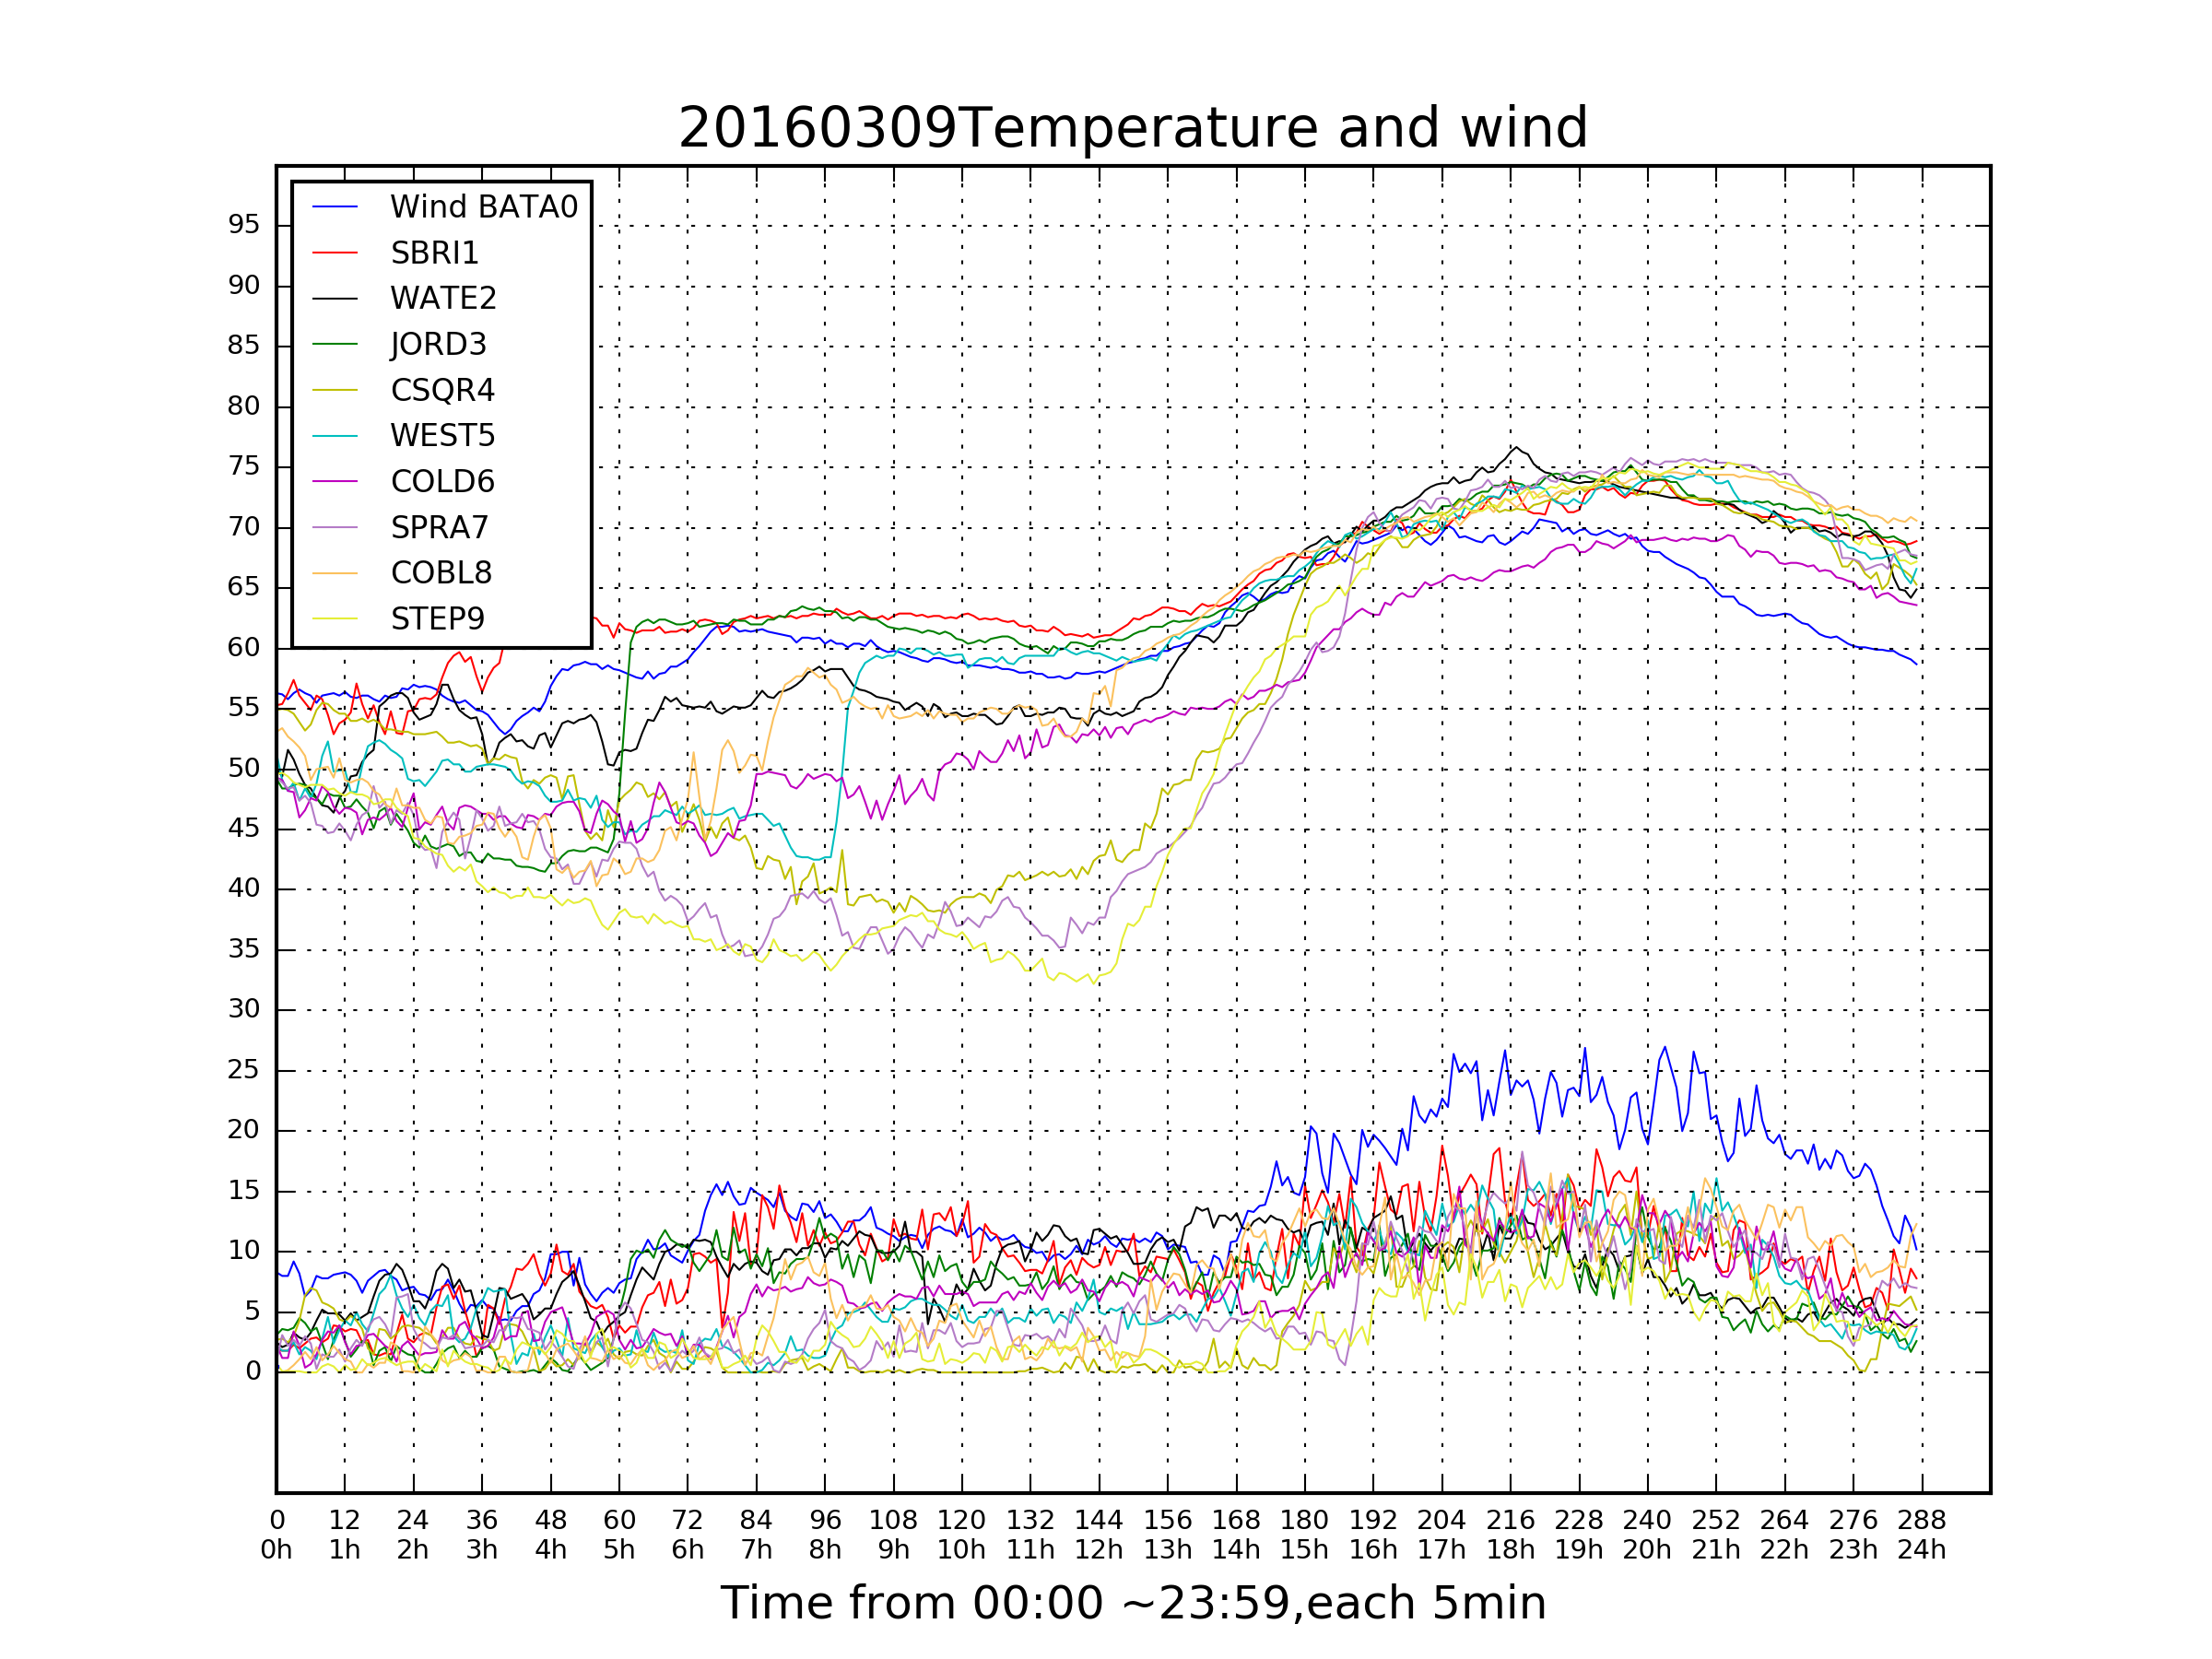 20160309Temperature and wind
Wind BATA0
SBRI1
WATE2
JORD3
CSQR4
WEST5
COLD6
SPRA7
COBL8
STEP9
95
90
85
80
75
70
65
60
55
50
45
40
35
30
25
20
15
10
5
0
0 12 24 36 48 60 72 84 96 108 120 132 144 156 168 180 192 204 216 228 240 252 264 276 288
0h 1h 2h 3h 4h 5h 6h 7h 8h 9h 10h 11h 12h 13h 14h 15h 16h 17h 18h 19h 20h 21h 22h 23h 24h
Time from 00:00 ~23:59,each 5min